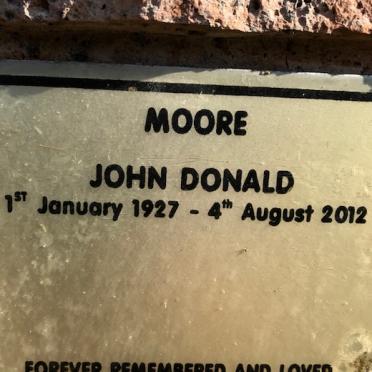 MOORE
JOHN DONALD
1ST January 1927 - 4th August 2012
FOREVER REMEMBERED AND LOVED